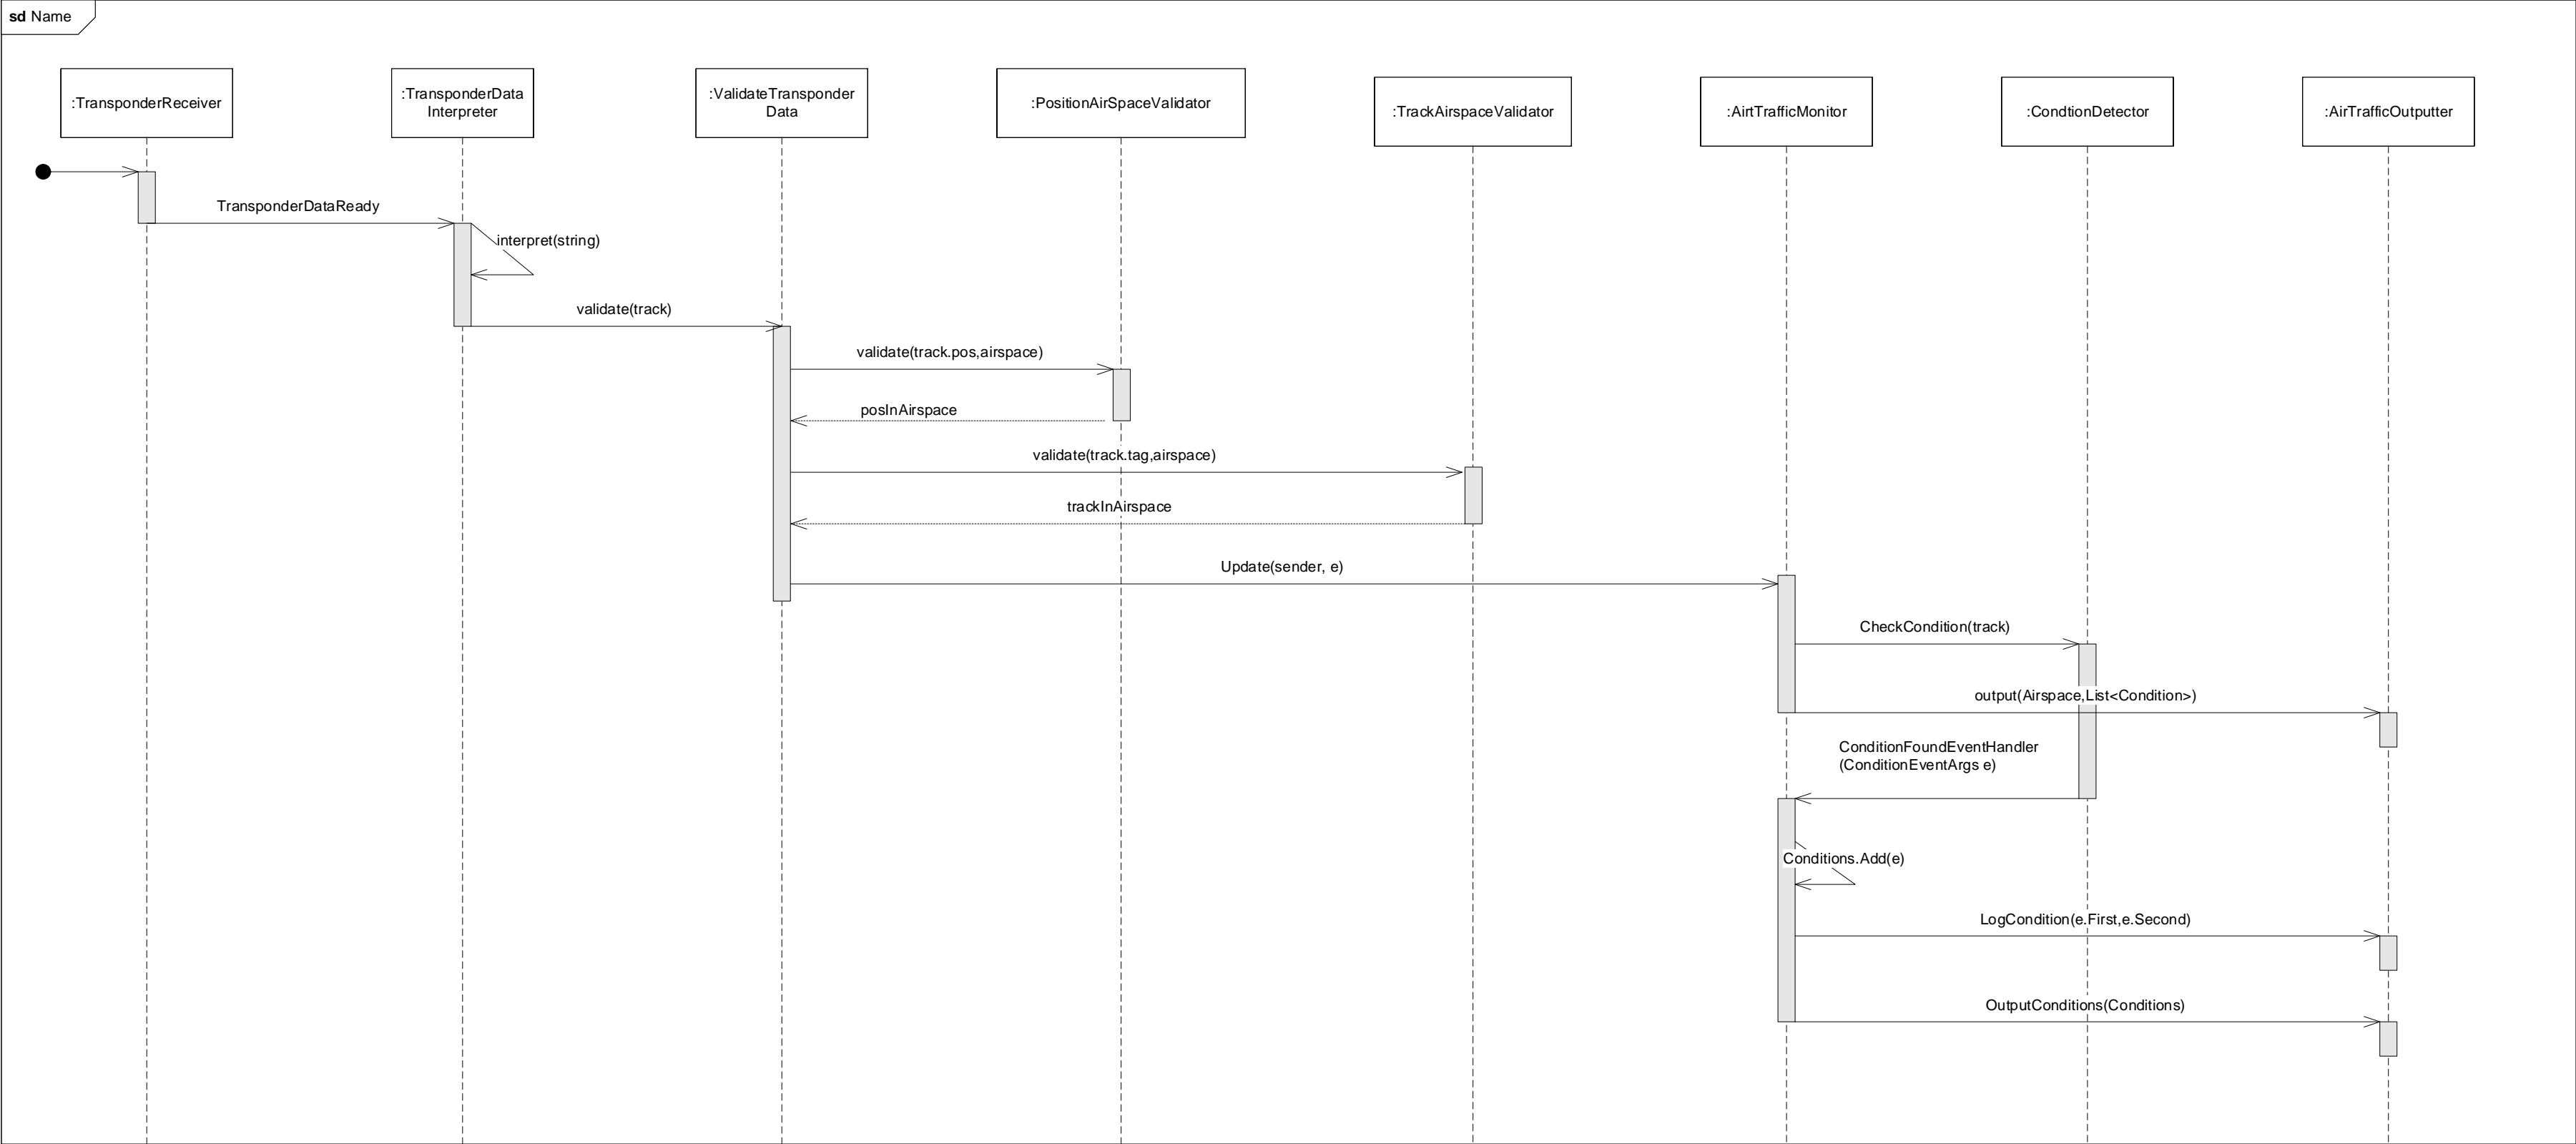 sd Name
:TransponderReceiver
:TransponderData
Interpreter
:ValidateTransponder
Data
:PositionAirSpaceValidator
:TrackAirspaceValidator
:AirtTrafficMonitor
:CondtionDetector
:AirTrafficOutputter
TransponderDataReady
interpret(string)
validate(track)
validate(track.pos,airspace)
posInAirspace
validate(track.tag,airspace)
trackInAirspace
Update(sender, e)
CheckCondition(track)
output(Airspace,List<Condition>)
ConditionFoundEventHandler
(ConditionEventArgs e)
Conditions.Add(e)
LogCondition(e.First,e.Second)
OutputConditions(Conditions)